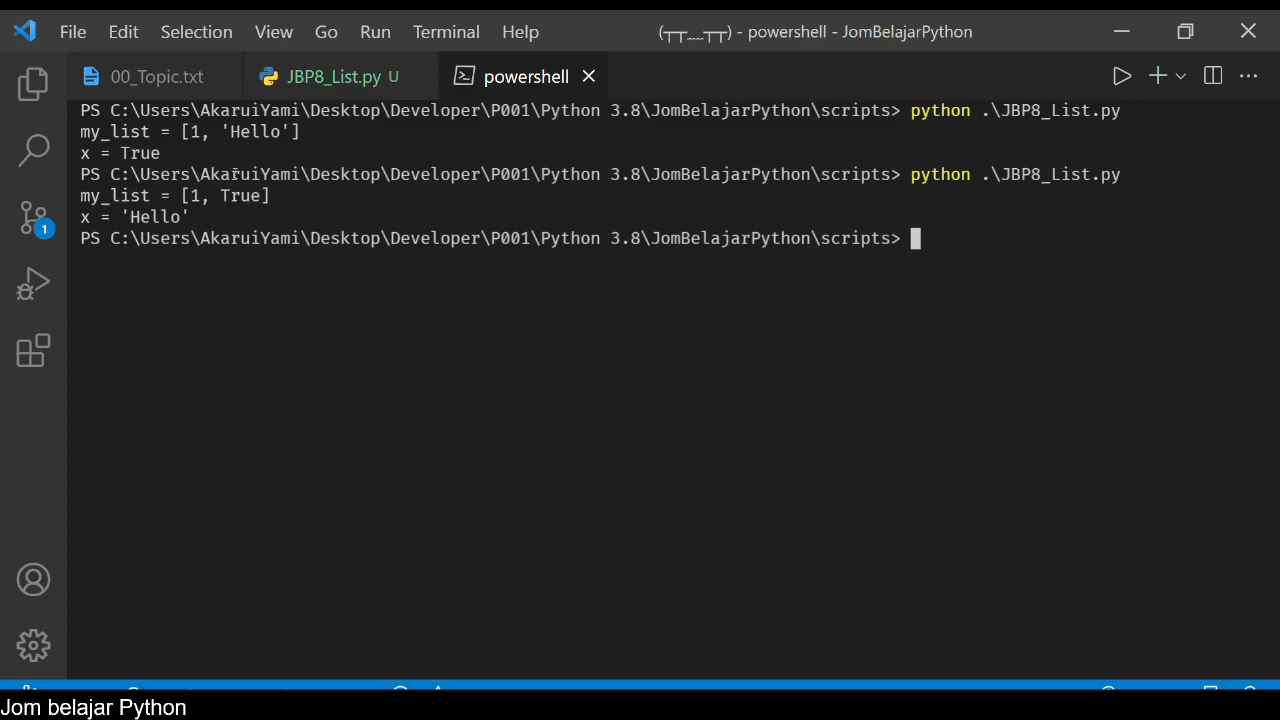 File Edit Selection View Go Run Terminal Help (┬┬﹏┬┬) - powershell - JomBelajarPython
00_Topic.txt JBP8_List.py U powershell
PS C:\Users\AkaruiYami\Desktop\Developer\P001\Python 3.8\JomBelajarPython\scripts> python .\JBP8_List.py
my_list = [1, 'Hello']
x = True
PS C:\Users\AkaruiYami\Desktop\Developer\P001\Python 3.8\JomBelajarPython\scripts> python .\JBP8_List.py
my_list = [1, True]
x = 'Hello'
PS C:\Users\AkaruiYami\Desktop\Developer\P001\Python 3.8\JomBelajarPython\scripts>
1
Jom belajar Python